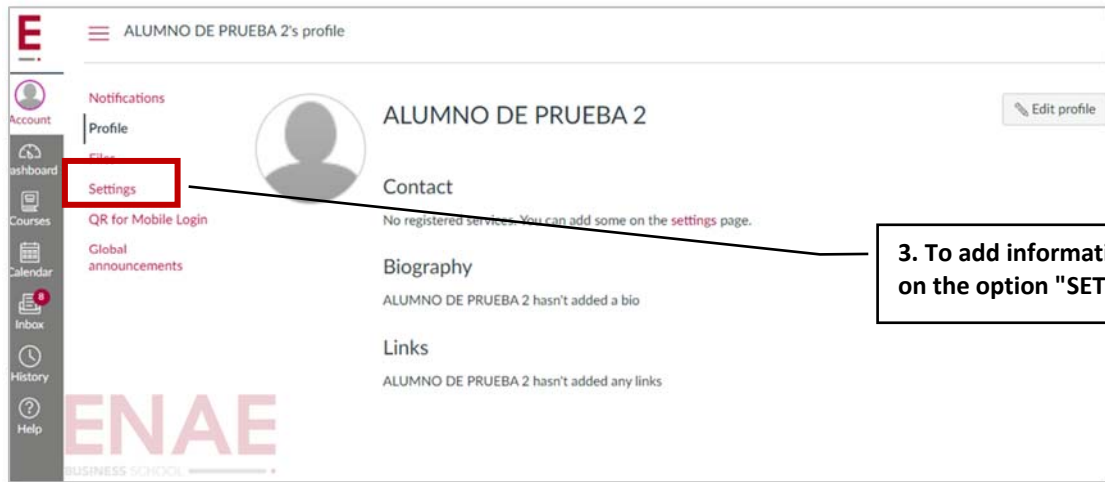 E
ALUMNO DE PRUEBA 2's profile
Account
ashboard
Courses
Calendar
8
Inbox
History
Help
Notifications
Profile
Files
Settings
QR for Mobile Login
Global
announcements
ALUMNO DE PRUEBA 2
Edit profile
Contact
No registered services. You can add some on the settings page.
Biography
ALUMNO DE PRUEBA 2 hasn't added a bio
Links
ALUMNO DE PRUEBA 2 hasn't added any links
3. To add informati
on the option "SET
ENAE
BUSINESS SCHOOL